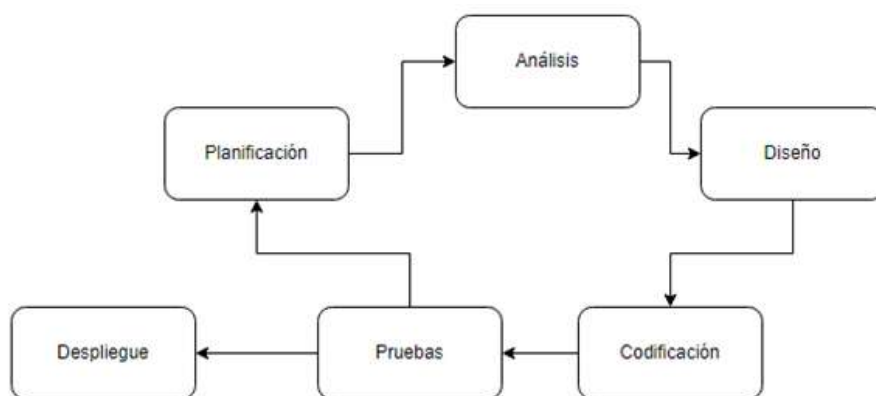 Análisis
Planificación
Diseño
Despliegue
Pruebas
Codificación